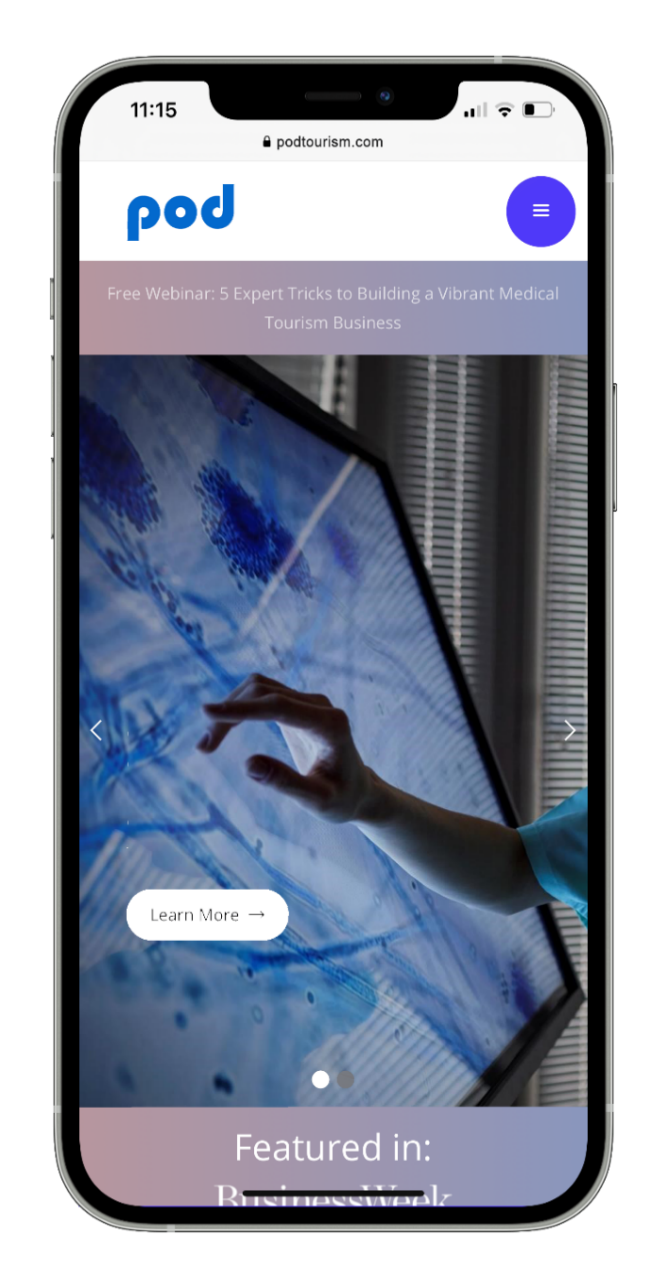 11:15
podtourism.com
pod
Free Webinar: 5 Expert Tricks to Building a Vibrant Medical
Tourism Business
Learn More →
Featured in:
BusinessWeek